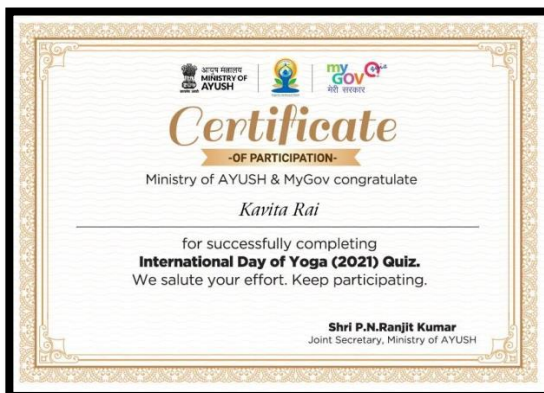 आयुष मंत्रालय
MINISTRY OF
AYUSH
my
GOV
मेरी सरकार
Certificate
-OF PARTICIPATION-
Ministry of AYUSH & MyGov congratulate
Kavita Rai
for successfully completing
International Day of Yoga (2021) Quiz.
We salute your effort. Keep participating.
Shri P.N.Ranjit Kumar
Joint Secretary, Ministry of AYUSH